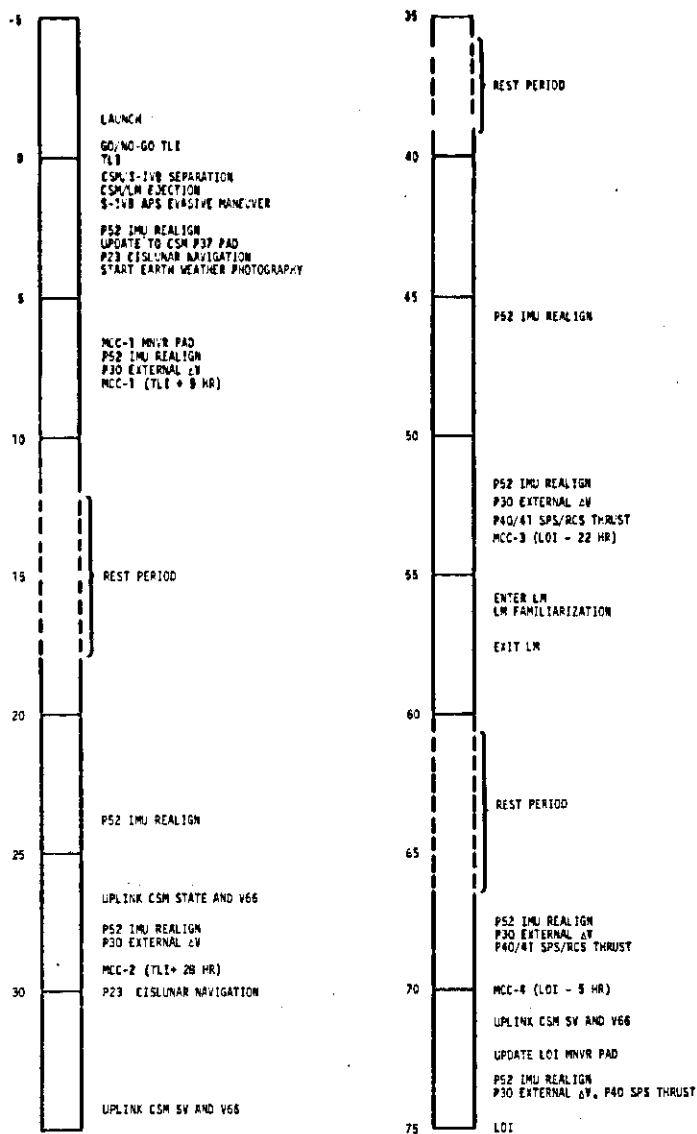 -5
LAUNCH
GO/NO-GO TLI
0
TLI
CSM/S-IVB SEPARATION
CSM/LM EJECTION
S-IVB APS EVASIVE MANEUVER
P52 IMU REALIGN
UPDATE TO CSM P37 PAD
P23 CISLUNAR NAVIGATION
START EARTH WEATHER PHOTOGRAPHY
5
MCC-1 MNVR PAD
P52 IMU REALIGN
P30 EXTERNAL ΔV
MCC-1 (TLI + 9 HR)
10
15
REST PERIOD
20
P52 IMU REALIGN
25
UPLINK CSM STATE AND V66
P52 IMU REALIGN
P30 EXTERNAL ΔV
MCC-2 (TLI+ 28 HR)
30
P23 CISLUNAR NAVIGATION
UPLINK CSM SV AND V66
35
REST PERIOD
40
45
P52 IMU REALIGN
50
P52 IMU REALIGN
P30 EXTERNAL ΔV
P40/41 SPS/RCS THRUST
MCC-3 (LOI - 22 HR)
55
ENTER LM
LM FAMILIARIZATION
EXIT LM
60
REST PERIOD
65
P52 IMU REALIGN
P30 EXTERNAL ΔV
P40/41 SPS/RCS THRUST
70
MCC-4 (LOI - 5 HR)
UPLINK CSM SV AND V66
UPDATE LOI MNVR PAD
P52 IMU REALIGN
P30 EXTERNAL ΔV, P40 SPS THRUST
75
LOI